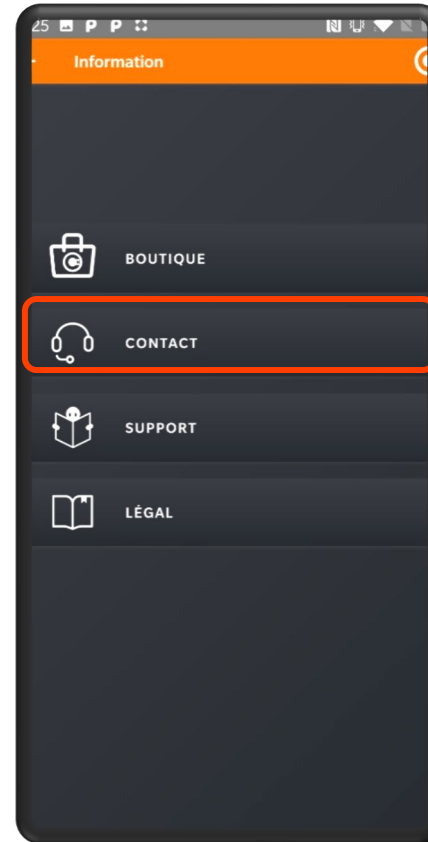 25 P P
Information
BOUTIQUE
CONTACT
SUPPORT
LÉGAL